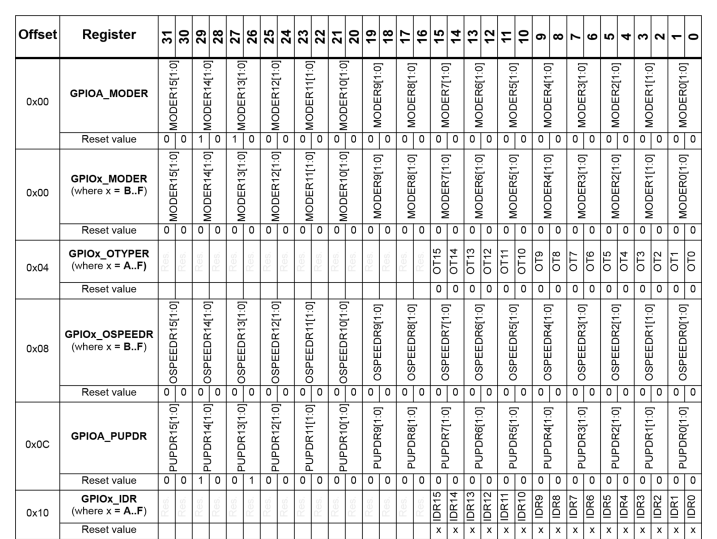 Offset Register 31 30 29 28 27 26 25 24 23 22 21 20 19 18 17 16 15 14 13 12 11 10 9 8 7 6 5 4 3 2 1 0
0x00 GPIOA_MODER MODER15[1:0] MODER14[1:0] MODER13[1:0] MODER12[1:0] MODER11[1:0] MODER10[1:0] MODER9[1:0] MODER8[1:0] MODER7[1:0] MODER6[1:0] MODER5[1:0] MODER4[1:0] MODER3[1:0] MODER2[1:0] MODER1[1:0] MODER0[1:0]
Reset value 0 0 1 0 1 0 0 0 0 0 0 0 0 0 0 0 0 0 0 0 0 0 0 0 0 0 0 0 0 0 0 0
0x00 GPIOx_MODER MODER15[1:0] MODER14[1:0] MODER13[1:0] MODER12[1:0] MODER11[1:0] MODER10[1:0] MODER9[1:0] MODER8[1:0] MODER7[1:0] MODER6[1:0] MODER5[1:0] MODER4[1:0] MODER3[1:0] MODER2[1:0] MODER1[1:0] MODER0[1:0]
(where x = B..F)
Reset value 0 0 0 0 0 0 0 0 0 0 0 0 0 0 0 0 0 0 0 0 0 0 0 0 0 0 0 0 0 0 0 0
0x04 GPIOx_OTYPER Res. Res. Res. Res. Res. Res. Res. Res. Res. Res. Res. Res. Res. Res. Res. Res. OT15 OT14 OT13 OT12 OT11 OT10 OT9 OT8 OT7 OT6 OT5 OT4 OT3 OT2 OT1 OT0
(where x = A..F)
Reset value 0 0 0 0 0 0 0 0 0 0 0 0 0 0 0 0
0x08 GPIOx_OSPEEDR OSPEEDR15[1:0] OSPEEDR14[1:0] OSPEEDR13[1:0] OSPEEDR12[1:0] OSPEEDR11[1:0] OSPEEDR10[1:0] OSPEEDR9[1:0] OSPEEDR8[1:0] OSPEEDR7[1:0] OSPEEDR6[1:0] OSPEEDR5[1:0] OSPEEDR4[1:0] OSPEEDR3[1:0] OSPEEDR2[1:0] OSPEEDR1[1:0] OSPEEDR0[1:0]
(where x = B..F)
Reset value 0 0 0 0 0 0 0 0 0 0 0 0 0 0 0 0 0 0 0 0 0 0 0 0 0 0 0 0 0 0 0 0
0x0C GPIOA_PUPDR PUPDR15[1:0] PUPDR14[1:0] PUPDR13[1:0] PUPDR12[1:0] PUPDR11[1:0] PUPDR10[1:0] PUPDR9[1:0] PUPDR8[1:0] PUPDR7[1:0] PUPDR6[1:0] PUPDR5[1:0] PUPDR4[1:0] PUPDR3[1:0] PUPDR2[1:0] PUPDR1[1:0] PUPDR0[1:0]
Reset value 0 0 1 0 0 1 0 0 0 0 0 0 0 0 0 0 0 0 0 0 0 0 0 0 0 0 0 0 0 0 0 0
0x10 GPIOx_IDR Res. Res. Res. Res. Res. Res. Res. Res. Res. Res. Res. Res. Res. Res. Res. Res. IDR15 IDR14 IDR13 IDR12 IDR11 IDR10 IDR9 IDR8 IDR7 IDR6 IDR5 IDR4 IDR3 IDR2 IDR1 IDR0
(where x = A..F)
Reset value x x x x x x x x x x x x x x x x